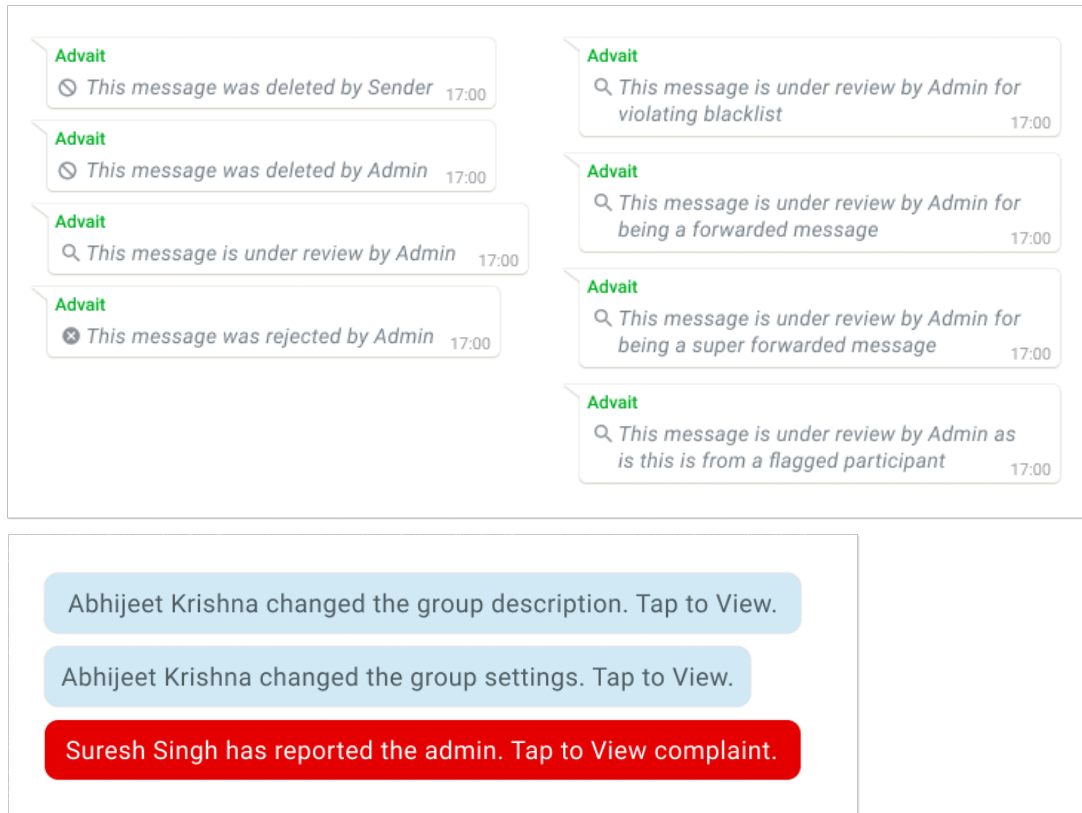 Advait
This message was deleted by Sender 17:00
Advait
This message was deleted by Admin 17:00
Advait
This message is under review by Admin 17:00
Advait
This message was rejected by Admin 17:00
Advait
This message is under review by Admin for
violating blacklist 17:00
Advait
This message is under review by Admin for
being a forwarded message 17:00
Advait
This message is under review by Admin for
being a super forwarded message 17:00
Advait
This message is under review by Admin as
is this is from a flagged participant 17:00
Abhijeet Krishna changed the group description. Tap to View.
Abhijeet Krishna changed the group settings. Tap to View.
Suresh Singh has reported the admin. Tap to View complaint.